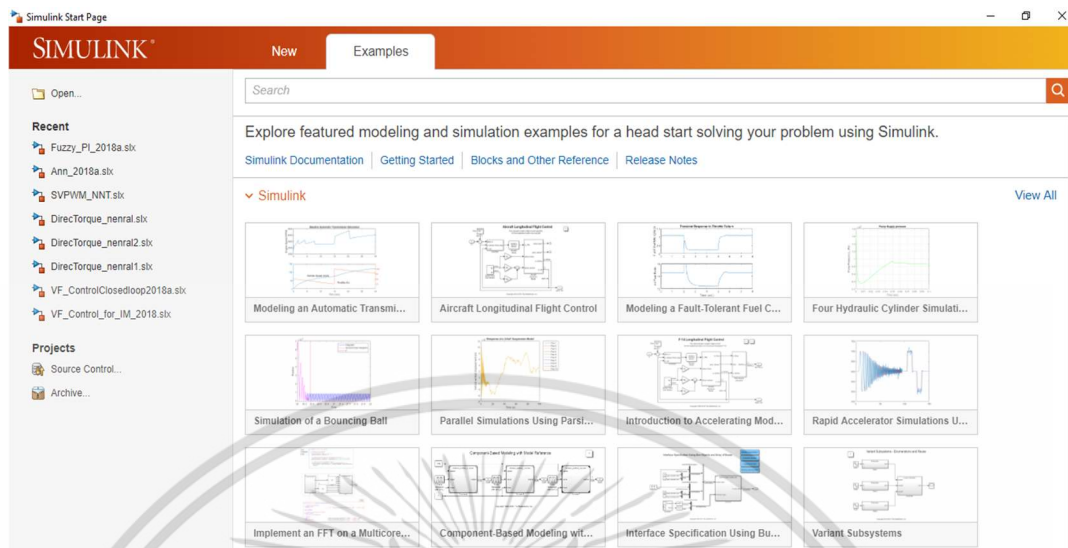 Simulink Start Page
SIMULINK®
New
Examples
Open...
Recent
Fuzzy_PI_2018a.slx
Ann_2018a.slx
SVPWM_NNT.slx
DirecTorque_nenral.slx
DirecTorque_nenral2.slx
DirecTorque_nenral1.slx
VF_ControlClosedloop2018a.slx
VF_Control_for_IM_2018.slx
Projects
Source Control...
Archive...
Search
Explore featured modeling and simulation examples for a head start solving your problem using Simulink.
Simulink Documentation
Getting Started
Blocks and Other Reference
Release Notes
Simulink
View All
Modeling an Automatic Transmi...
Aircraft Longitudinal Flight Control
Modeling a Fault-Tolerant Fuel C...
Four Hydraulic Cylinder Simulati...
Simulation of a Bouncing Ball
Parallel Simulations Using Parsi...
Introduction to Accelerating Mod...
Rapid Accelerator Simulations U...
Implement an FFT on a Multicore...
Component-Based Modeling wit...
Interface Specification Using Bu...
Variant Subsystems